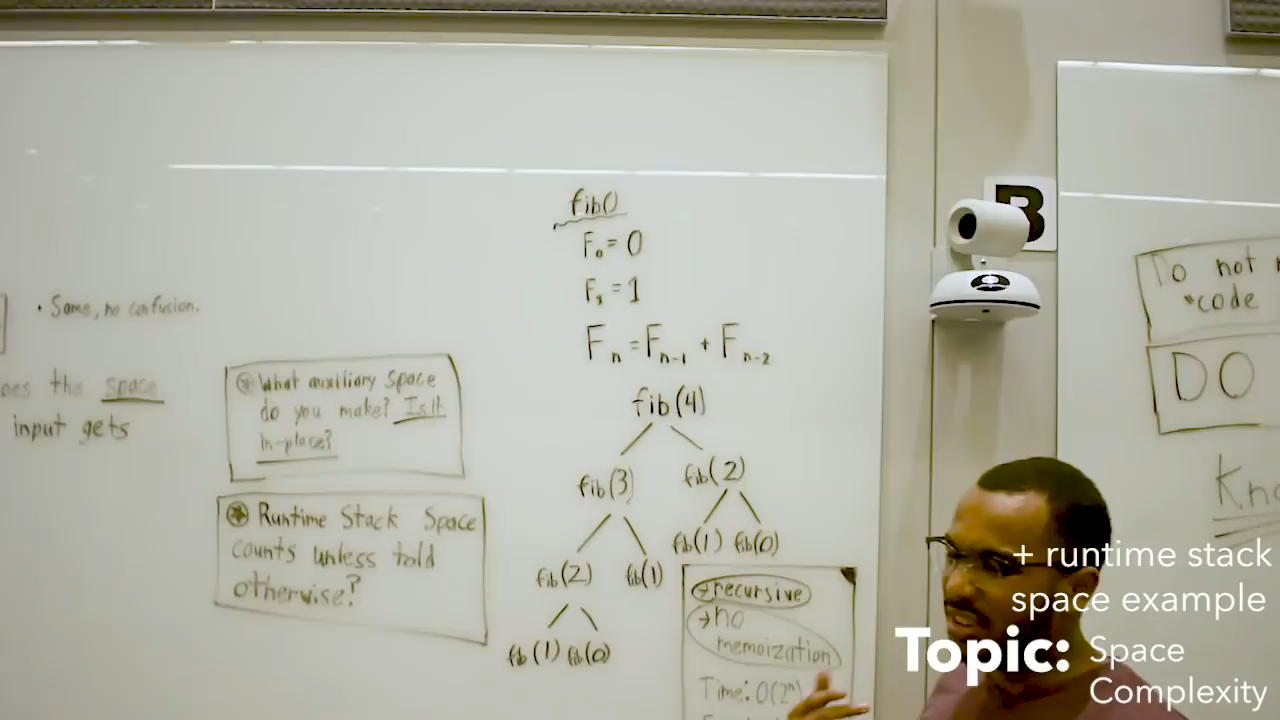 · Same, no confusion.
the space
input gets
What auxiliary Space
do you make? Is it
in-place?
Runtime Stack Space
counts unless told
otherwise?
fib()
F₀ = 0
F₁ = 1
Fₙ = Fₙ₋₁ + Fₙ₋₂
fib(4)
fib(3) fib(2)
fib(2) fib(1) fib(1) fib(0)
fib(1) fib(0)
→recursive
→no
memoization
Time: O(2ⁿ)
B
Do not
"code
DO
+ runtime stack
space example
Topic: Space
Complexity